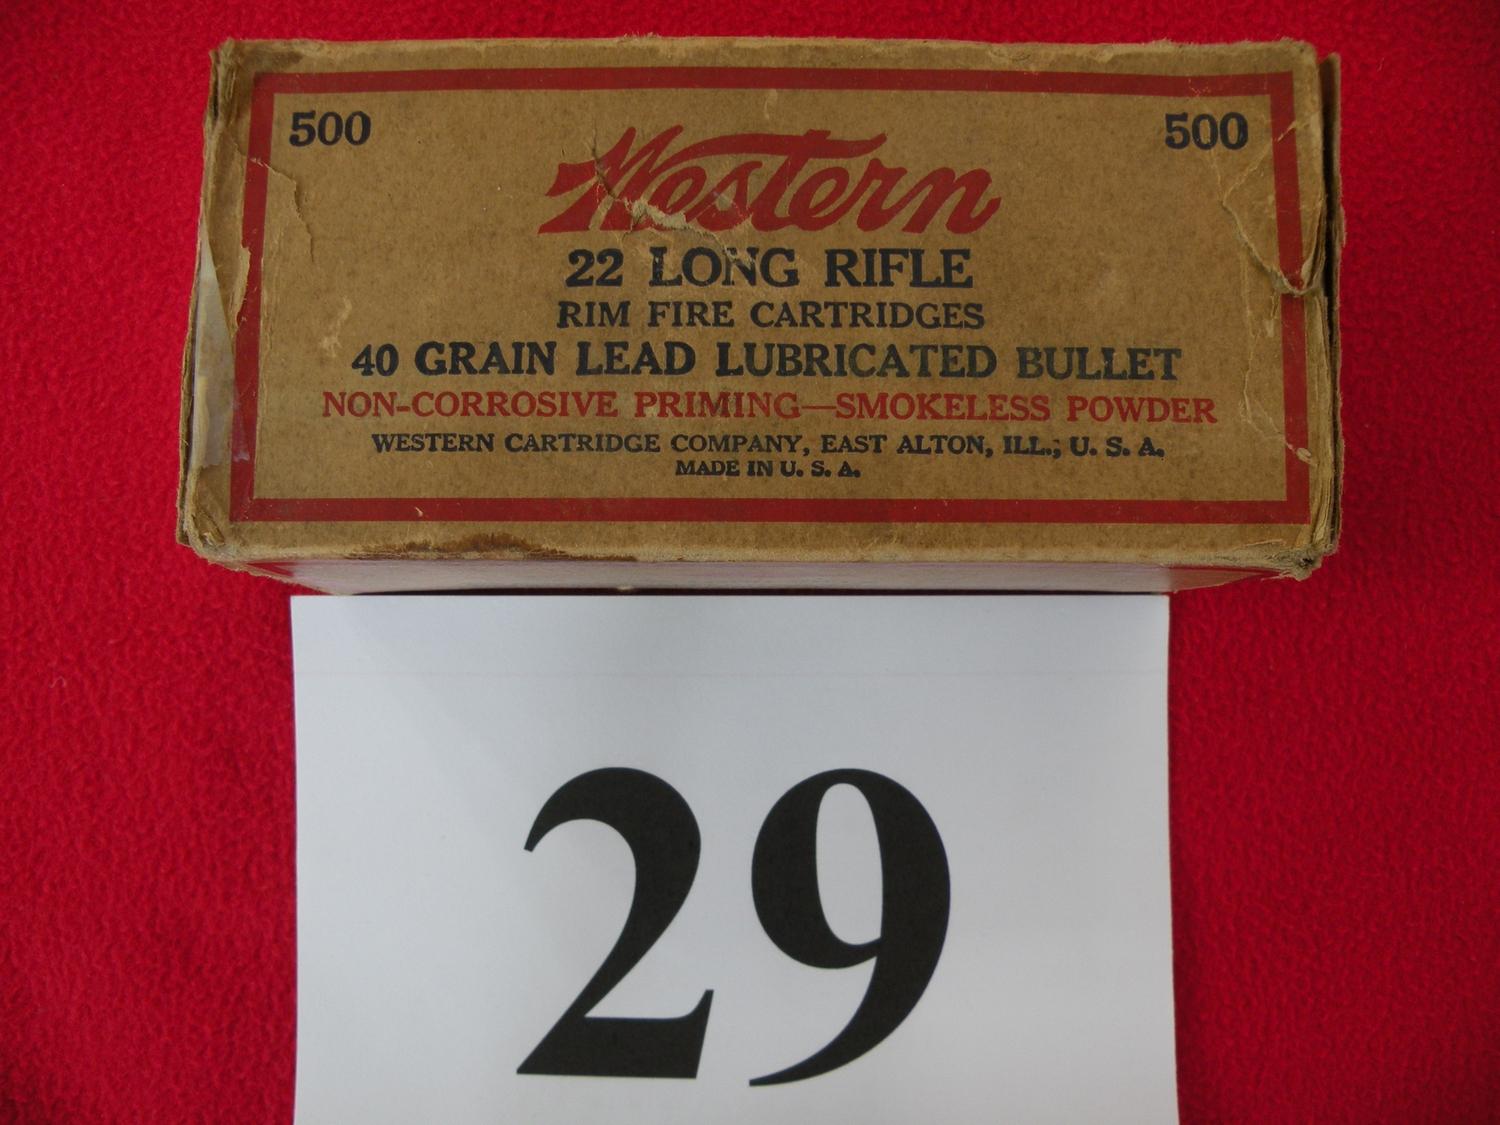 500 500
Western
22 LONG RIFLE
RIM FIRE CARTRIDGES
40 GRAIN LEAD LUBRICATED BULLET
NON-CORROSIVE PRIMING—SMOKELESS POWDER
WESTERN CARTRIDGE COMPANY, EAST ALTON, ILL., U. S. A.
MADE IN U. S. A.
29